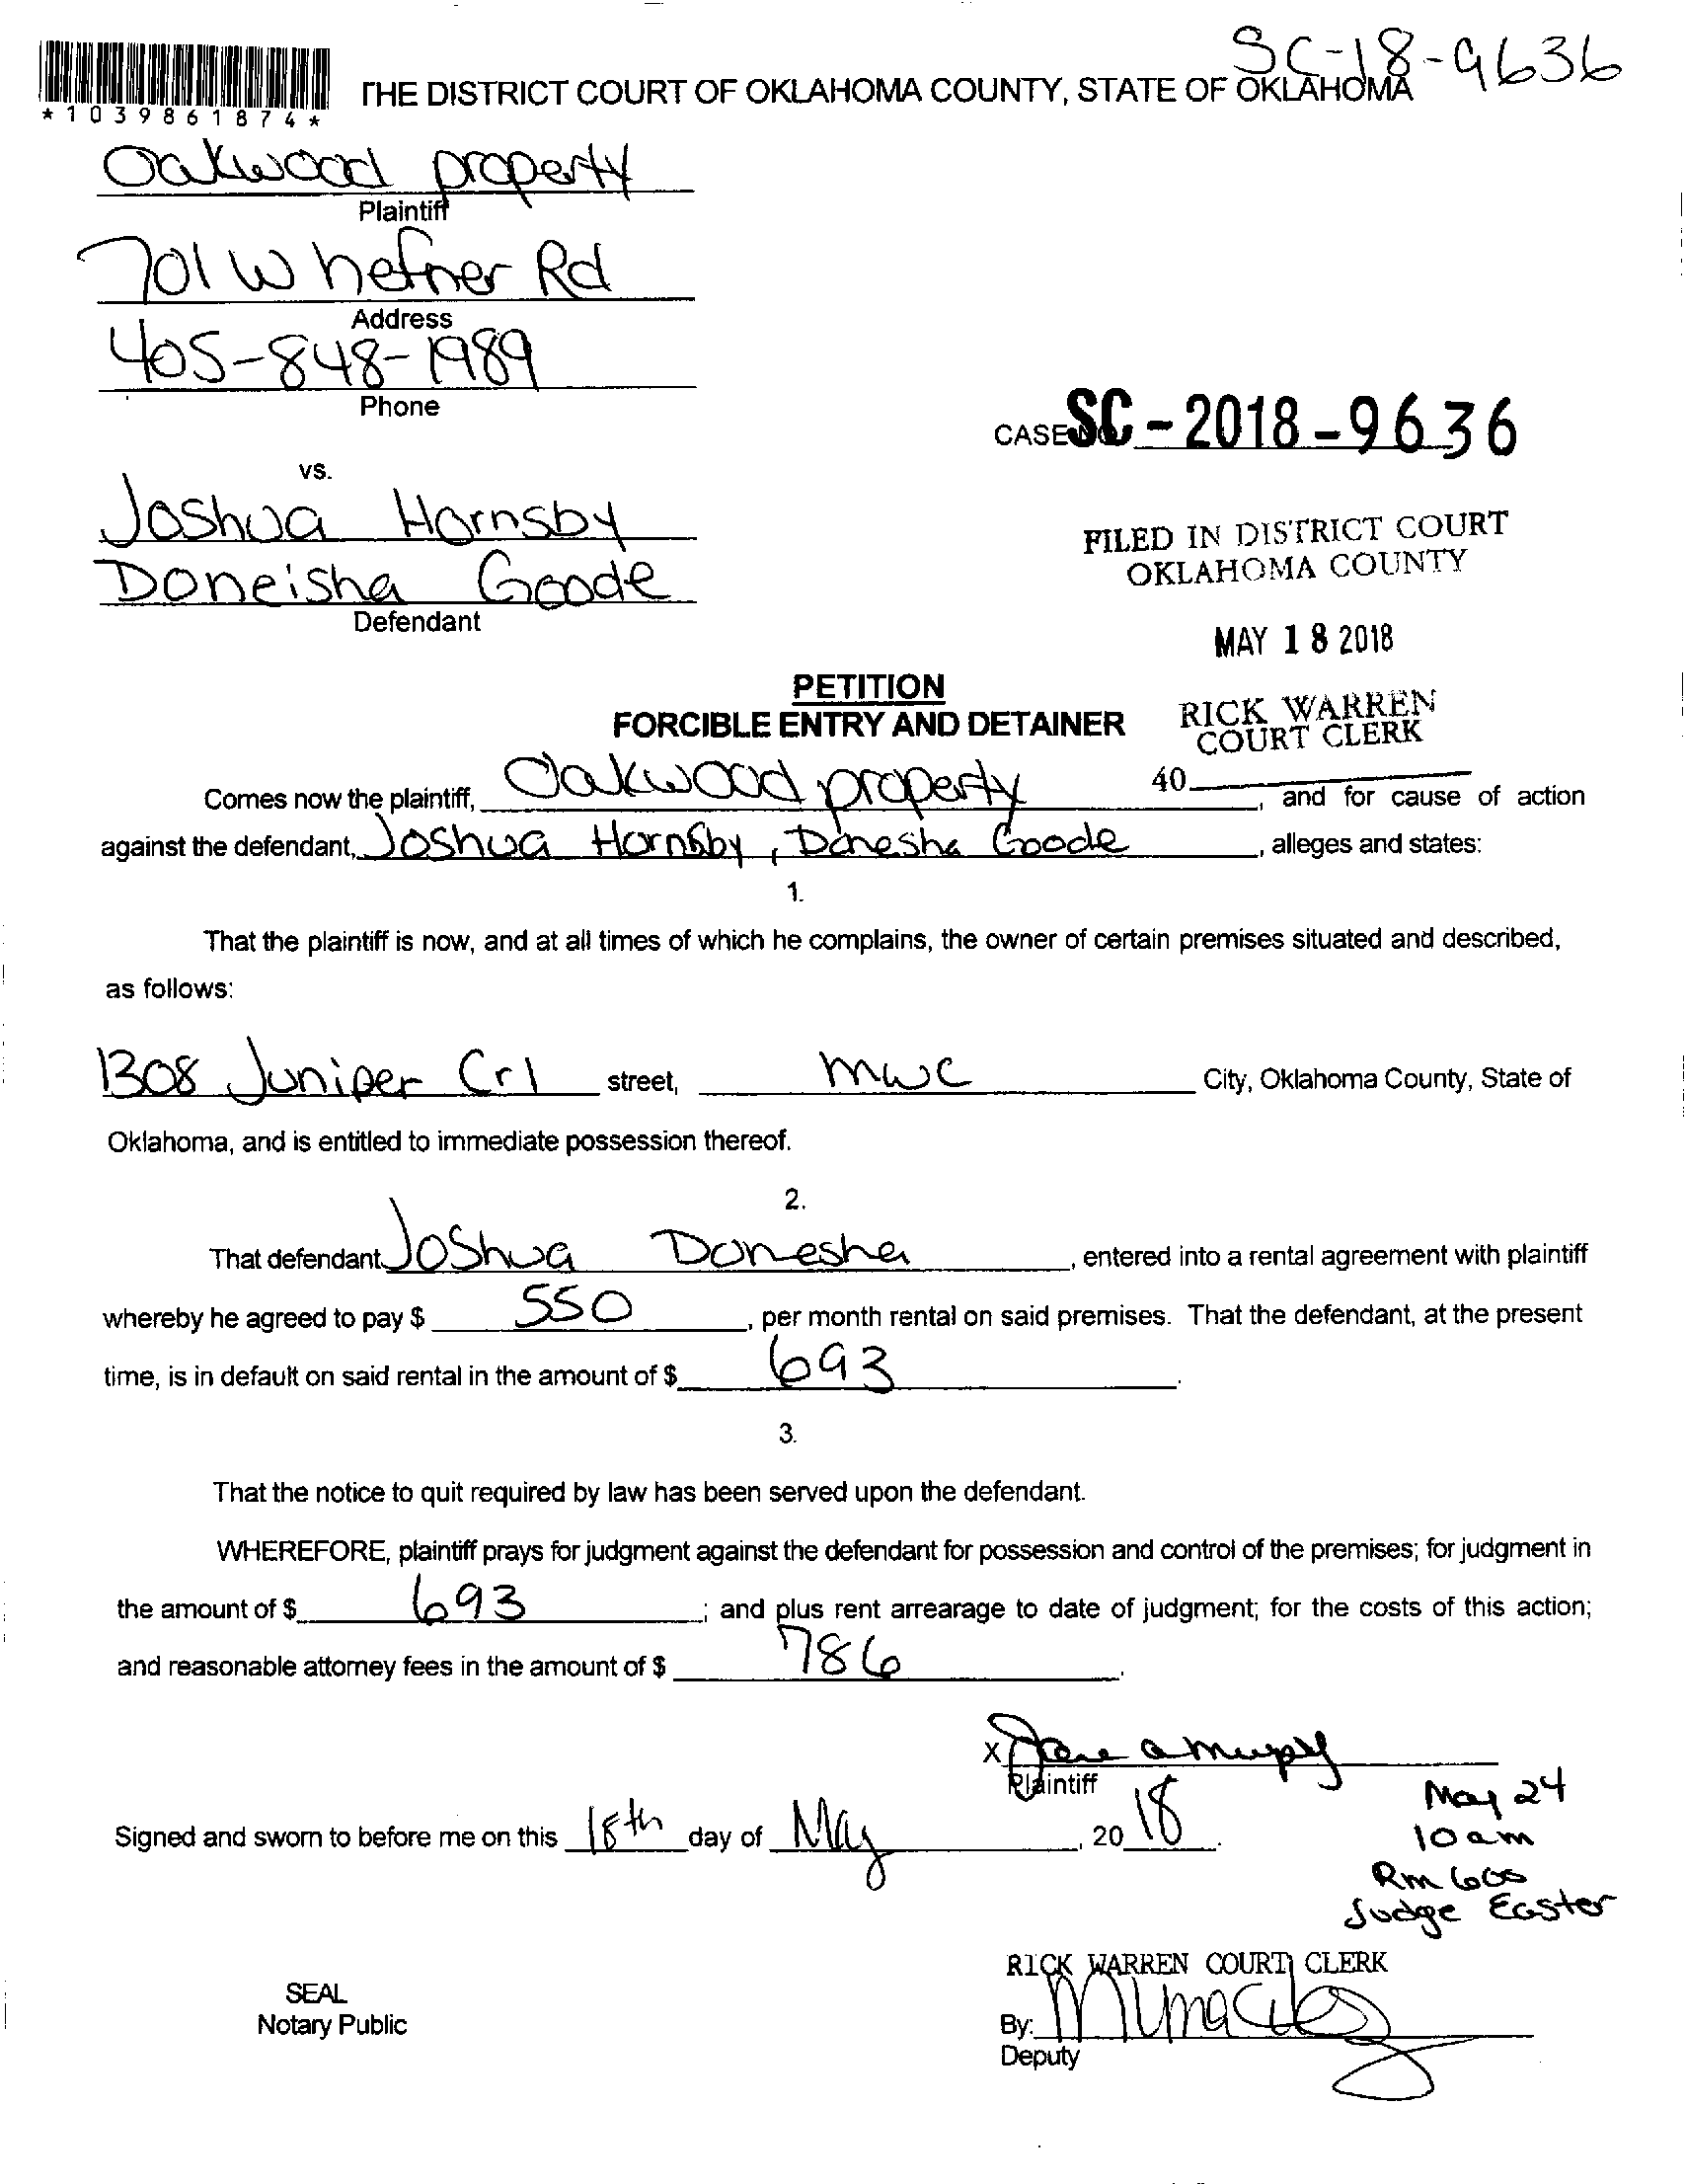 SC-18-9636
THE DISTRICT COURT OF OKLAHOMA COUNTY, STATE OF OKLAHOMA
*1039861874*
Oakwood property
Plaintiff
701 W hefner Rd
Address
405-848-1989
Phone
CASE NO SC-2018-9636
vs.
Joshua Hornsby
Doneisha Goode
Defendant
FILED IN DISTRICT COURT
OKLAHOMA COUNTY
MAY 18 2018
RICK WARREN
COURT CLERK
40
PETITION
FORCIBLE ENTRY AND DETAINER
Comes now the plaintiff, Oakwood property, and for cause of action
against the defendant, Joshua Hornsby, Donesha Goode, alleges and states:
1.
That the plaintiff is now, and at all times of which he complains, the owner of certain premises situated and described,
as follows:
1308 Juniper Crl street, mwc City, Oklahoma County, State of
Oklahoma, and is entitled to immediate possession thereof.
2.
That defendant Joshua Donesha, entered into a rental agreement with plaintiff
whereby he agreed to pay $ 550, per month rental on said premises. That the defendant, at the present
time, is in default on said rental in the amount of $ 693.
3.
That the notice to quit required by law has been served upon the defendant.
WHEREFORE, plaintiff prays for judgment against the defendant for possession and control of the premises; for judgment in
the amount of $ 693; and plus rent arrearage to date of judgment; for the costs of this action;
and reasonable attorney fees in the amount of $ 786.
x
Plaintiff
Signed and sworn to before me on this 18th day of May, 2018.
May 24
10 am
Rm 605
Judge Easter
RICK WARREN COURT CLERK
SEAL
Notary Public
By:
Deputy